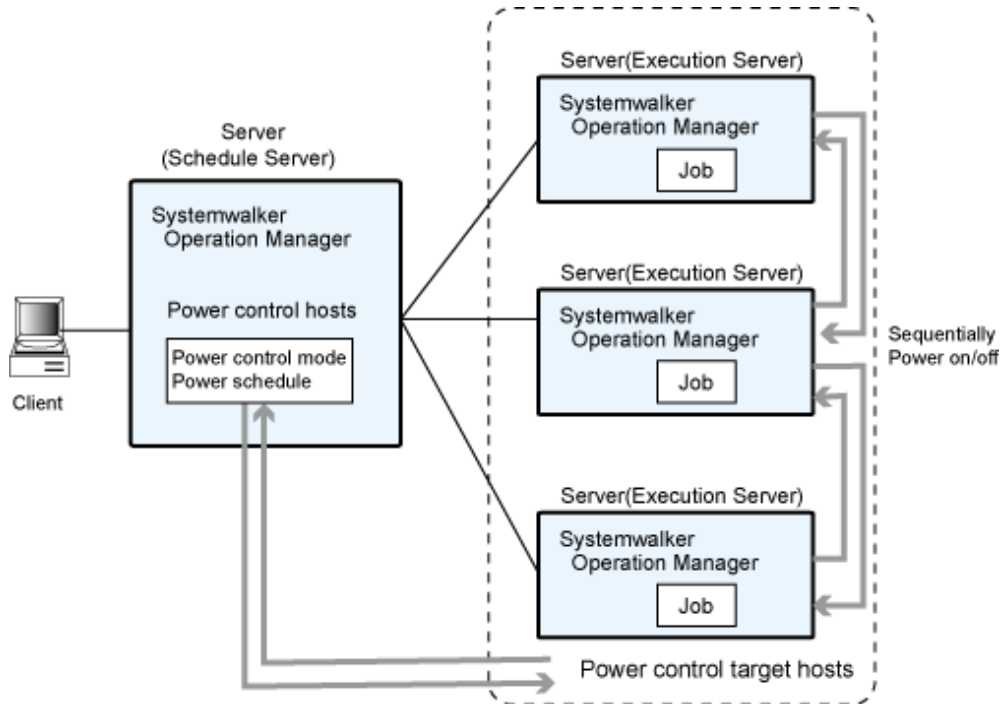 Server
(Schedule Server)
Systemwalker
Operation Manager
Power control hosts
Power control mode
Power schedule
Client
Server(Execution Server)
Systemwalker
Operation Manager
Job
Server(Execution Server)
Systemwalker
Operation Manager
Job
Server(Execution Server)
Systemwalker
Operation Manager
Job
Sequentially
Power on/off
Power control target hosts